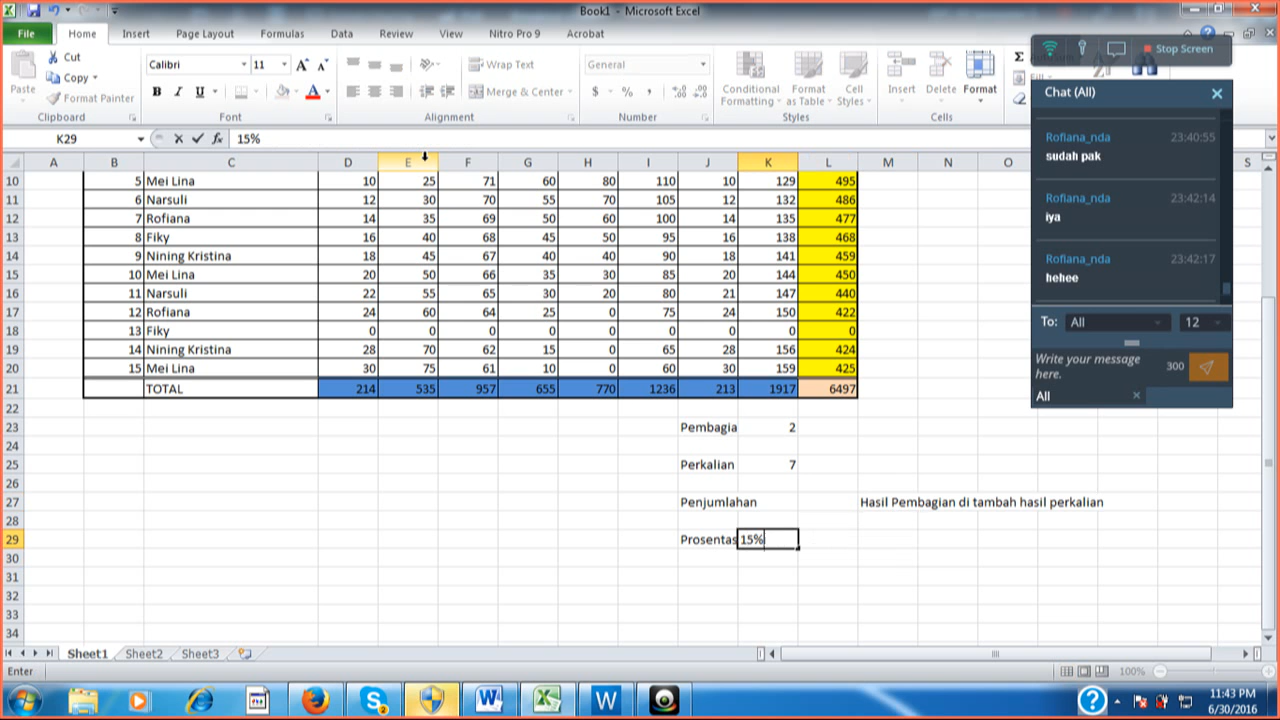 Book1 - Microsoft Excel
File Home Insert Page Layout Formulas Data Review View Nitro Pro 9 Acrobat
Stop Screen
Paste
Cut
Copy
Format Painter
Calibri 11
B I U
Wrap Text
Merge & Center
General
$ % ,
Conditional Formatting
Format as Table
Cell Styles
Insert Delete Format
Σ
Clipboard Font Alignment Number Styles Cells
K29 fx 15%
A B C D E F G H I J K L M N O S
10 5 Mei Lina 10 25 71 60 80 110 10 129 495
11 6 Narsuli 12 30 70 55 70 105 12 132 486
12 7 Rofiana 14 35 69 50 60 100 14 135 477
13 8 Fiky 16 40 68 45 50 95 16 138 468
14 9 Nining Kristina 18 45 67 40 40 90 18 141 459
15 10 Mei Lina 20 50 66 35 30 85 20 144 450
16 11 Narsuli 22 55 65 30 20 80 21 147 440
17 12 Rofiana 24 60 64 25 0 75 24 150 422
18 13 Fiky 0 0 0 0 0 0 0 0 0
19 14 Nining Kristina 28 70 62 15 0 65 28 156 424
20 15 Mei Lina 30 75 61 10 0 60 30 159 425
21 TOTAL 214 535 957 655 770 1236 213 1917 6497
22
23 Pembagia 2
24
25 Perkalian 7
26
27 Penjumlahan Hasil Pembagian di tambah hasil perkalian
28
29 Prosentas 15%
30
31
32
33
34
Chat (All)
Rofiana_nda 23:40:55
sudah pak
Rofiana_nda 23:42:14
iya
Rofiana_nda 23:42:17
hehee
To: All 12
Write your message here. 300
All
Sheet1 Sheet2 Sheet3
Enter 100%
11:43 PM
6/30/2016